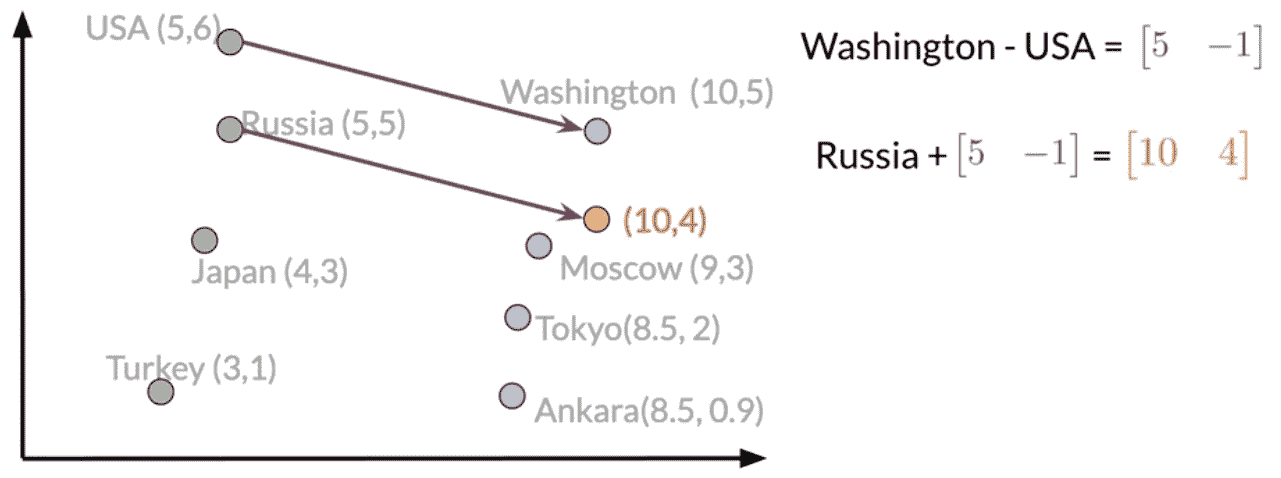 USA (5,6)
Washington - USA = [5 −1]
Washington (10,5)
Russia (5,5)
Russia + [5 −1] = [10 4]
(10,4)
Japan (4,3)
Moscow (9,3)
Tokyo(8.5, 2)
Turkey (3,1)
Ankara(8.5, 0.9)